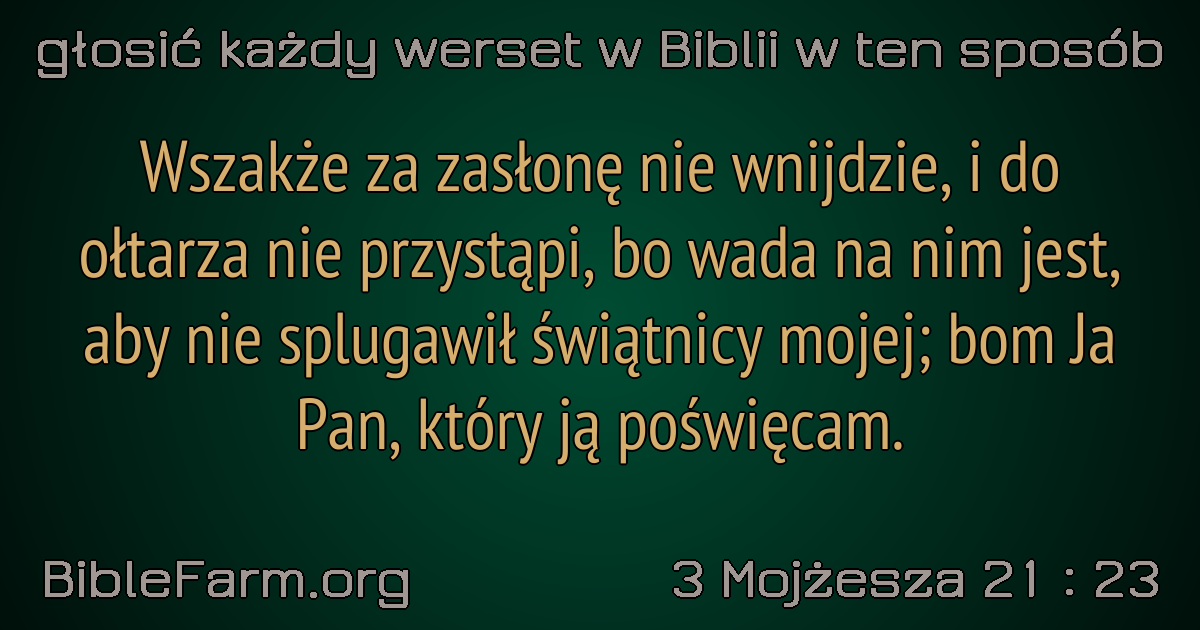 głosić każdy werset w Biblii w ten sposób
Wszakże za zasłonę nie wnijdzie, i do
ołtarza nie przystąpi, bo wada na nim jest,
aby nie splugawił świątnicy mojej; bom Ja
Pan, który ją poświęcam.
BibleFarm.org
3 Mojżesza 21 : 23